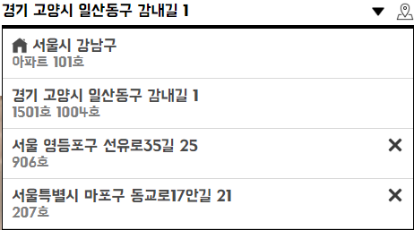 경기 고양시 일산동구 감내길 1
서울시 강남구
아파트 101호
경기 고양시 일산동구 감내길 1
1501호 1004호
서울 영등포구 선유로35길 25
906호
서울특별시 마포구 동교로17안길 21
207호